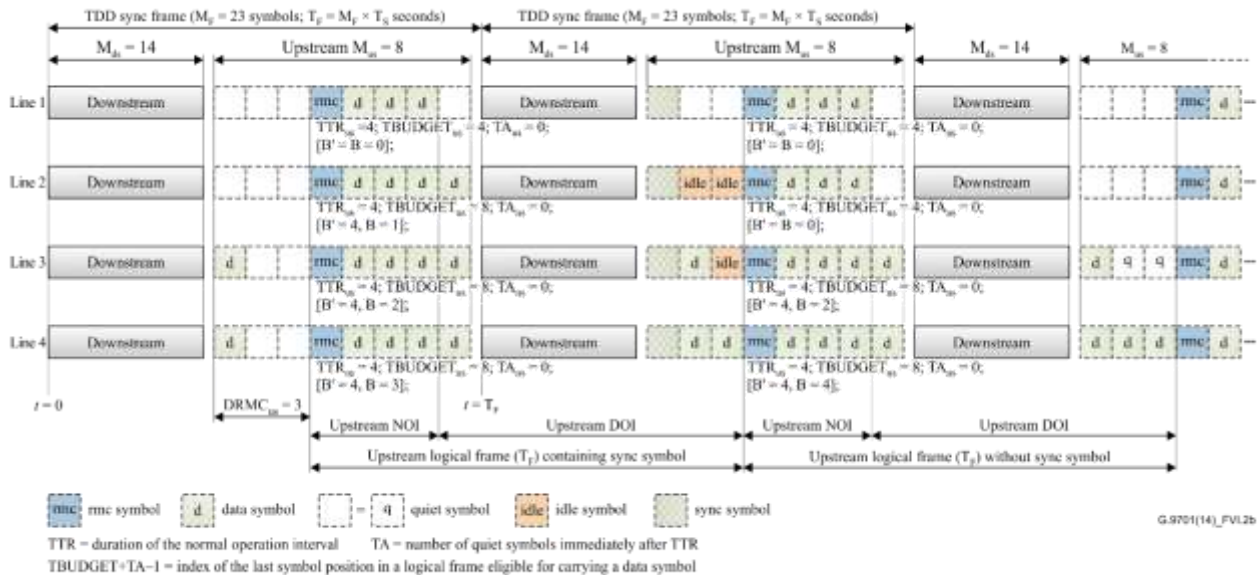 TDD sync frame (M_F = 23 symbols; T_F = M_F × T_S seconds) TDD sync frame (M_F = 23 symbols; T_F = M_F × T_S seconds)
M_ds = 14 Upstream M_us = 8 M_ds = 14 Upstream M_us = 8 M_ds = 14 M_us = 8
Line 1 Downstream rmc d d d Downstream rmc d d d Downstream rmc d
TTR_us =4; TBUDGET_us = 4; TA_us = 0; TTR_us = 4; TBUDGET_us = 4; TA_us = 0;
[B' = B = 0]; [B' = B = 0];
Line 2 Downstream rmc d d d d Downstream idle idle rmc d d d Downstream rmc d
TTR_us = 4; TBUDGET_us = 8; TA_us = 0; TTR_us = 4; TBUDGET_us = 4; TA_us = 0;
[B' = 4, B = 1]; [B' = B = 0];
Line 3 Downstream d rmc d d d d Downstream d idle rmc d d d d Downstream d q q rmc d
TTR_us = 4; TBUDGET_us = 8; TA_us = 0; TTR_us = 4; TBUDGET_us = 8; TA_us = 0;
[B' = 4, B = 2]; [B' = 4, B = 2];
Line 4 Downstream d rmc d d d d Downstream d d rmc d d d d Downstream d d d rmc d
TTR_us = 4; TBUDGET_us = 8; TA_us = 0; TTR_us = 4; TBUDGET_us = 8; TA_us = 0;
[B' = 4, B = 3]; [B' = 4, B = 4];
t = 0 DRMC_us = 3 t = T_F
Upstream NOI Upstream DOI Upstream NOI Upstream DOI
Upstream logical frame (T_F) containing sync symbol Upstream logical frame (T_F) without sync symbol
rmc rmc symbol d data symbol = q quiet symbol idle idle symbol sync symbol
G.9701(14)_FVI.2b
TTR = duration of the normal operation interval TA = number of quiet symbols immediately after TTR
TBUDGET+TA−1 = index of the last symbol position in a logical frame eligible for carrying a data symbol